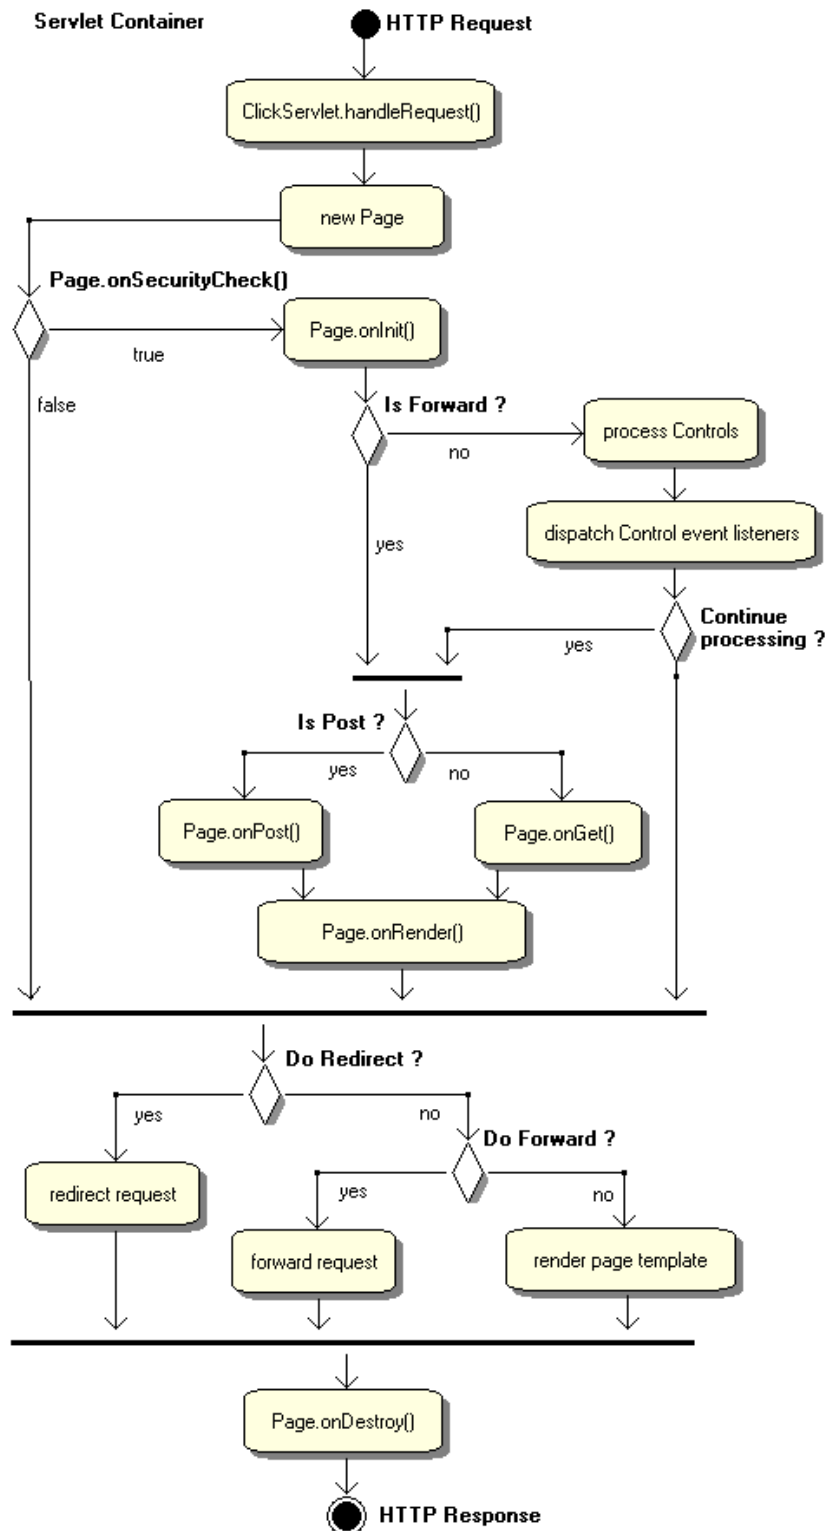 Servlet Container
HTTP Request
ClickServlet.handleRequest()
new Page
Page.onSecurityCheck()
Page.onInit()
true
false
Is Forward ?
process Controls
no
dispatch Control event listeners
yes
Continue
processing ?
yes
Is Post ?
yes
no
Page.onPost()
Page.onGet()
Page.onRender()
Do Redirect ?
yes
no
Do Forward ?
redirect request
yes
no
forward request
render page template
Page.onDestroy()
HTTP Response